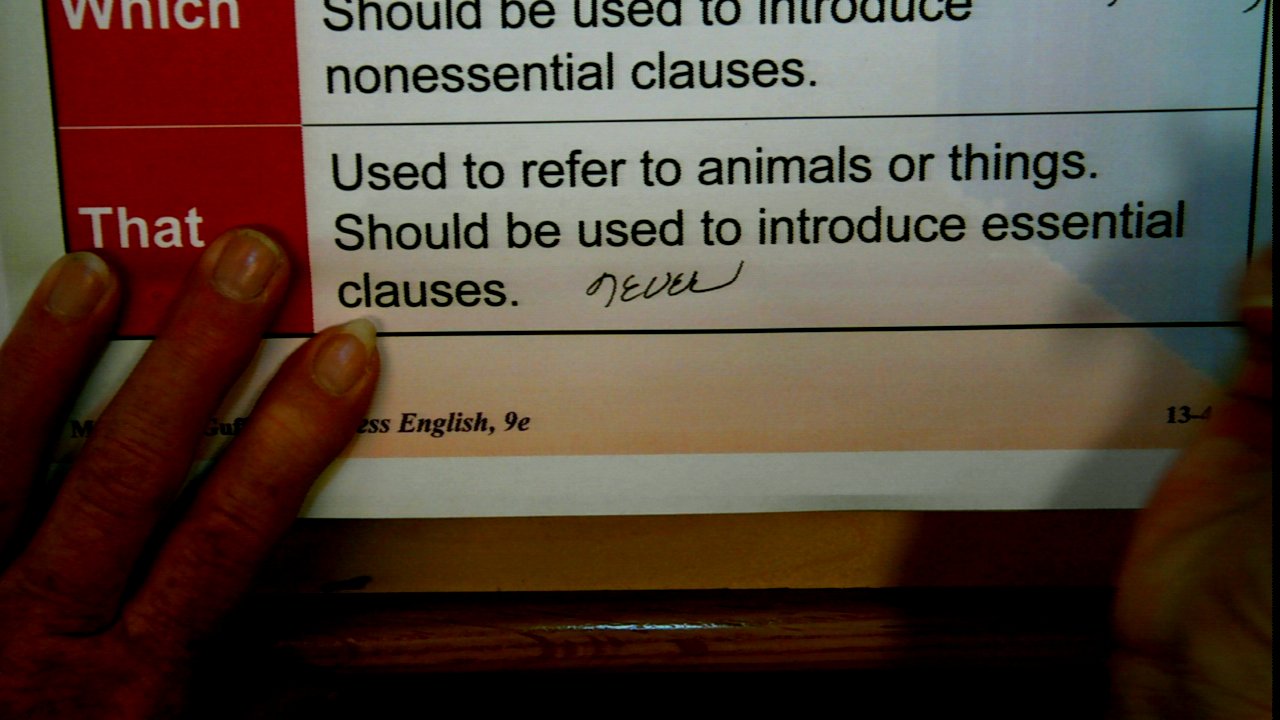 Which
Should be used to introduce
nonessential clauses.
That
Used to refer to animals or things.
Should be used to introduce essential
clauses. never
English, 9e